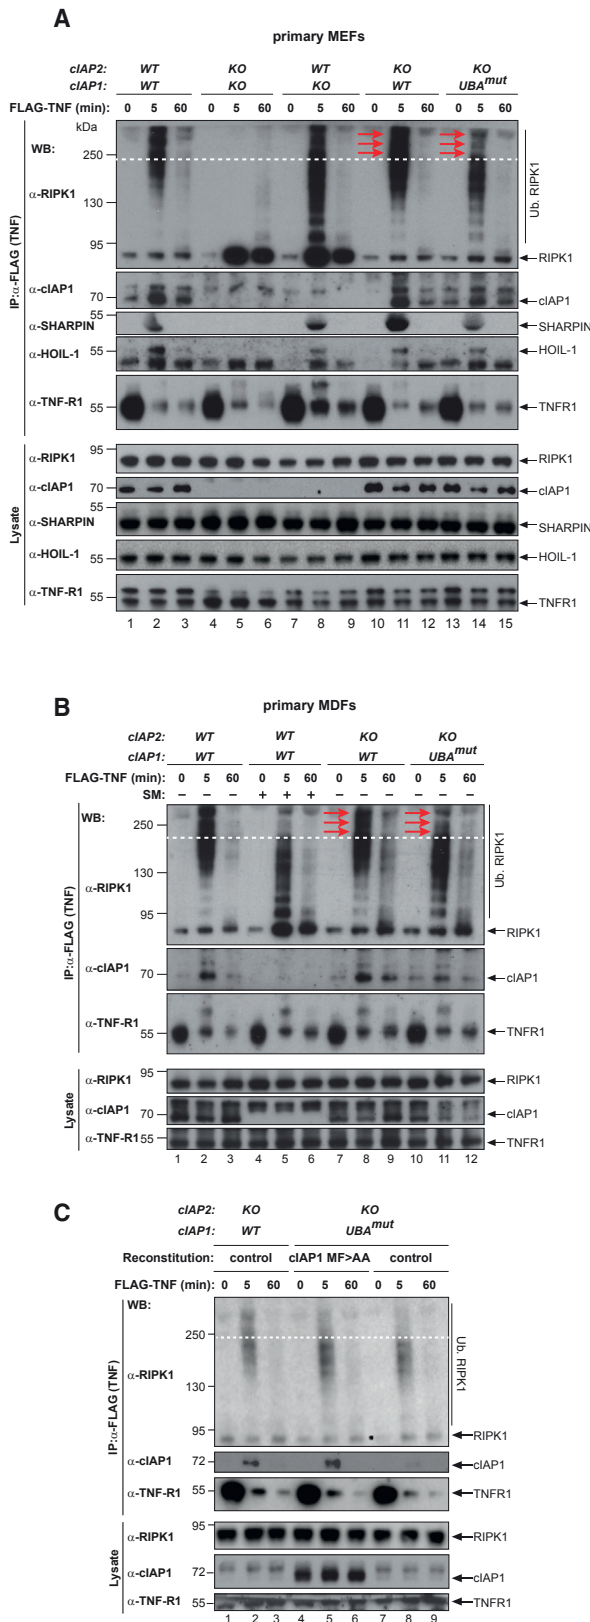 A
primary MEFs
cIAP2: WT KO WT KO KO
cIAP1: WT KO KO WT UBAmut
FLAG-TNF (min): 0 5 60 0 5 60 0 5 60 0 5 60 0 5 60
kDa
WB:
250
α-RIPK1
130
95
RIPK1
Ub. RIPK1
IP:α-FLAG (TNF)
α-cIAP1
70
cIAP1
α-SHARPIN
55
SHARPIN
α-HOIL-1
55
HOIL-1
α-TNF-R1
55
TNFR1
Lysate
α-RIPK1
95
RIPK1
α-cIAP1
70
cIAP1
α-SHARPIN
55
SHARPIN
α-HOIL-1
55
HOIL-1
α-TNF-R1
55
TNFR1
1 2 3 4 5 6 7 8 9 10 11 12 13 14 15
B
primary MDFs
cIAP2: WT WT KO KO
cIAP1: WT WT WT UBAmut
FLAG-TNF (min): 0 5 60 0 5 60 0 5 60 0 5 60
SM: – – – + + + – – – – – –
WB:
250
α-RIPK1
130
95
RIPK1
Ub. RIPK1
IP:α-FLAG (TNF)
α-cIAP1
70
cIAP1
α-TNF-R1
55
TNFR1
Lysate
α-RIPK1
95
RIPK1
α-cIAP1
70
cIAP1
α-TNF-R1
55
TNFR1
1 2 3 4 5 6 7 8 9 10 11 12
C
cIAP2: KO KO
cIAP1: WT UBAmut
Reconstitution: control cIAP1 MF>AA control
FLAG-TNF (min): 0 5 60 0 5 60 0 5 60
WB:
250
α-RIPK1
130
95
RIPK1
Ub. RIPK1
IP:α-FLAG (TNF)
α-cIAP1
72
cIAP1
α-TNF-R1
55
TNFR1
Lysate
α-RIPK1
95
RIPK1
α-cIAP1
72
cIAP1
α-TNF-R1
55
TNFR1
1 2 3 4 5 6 7 8 9